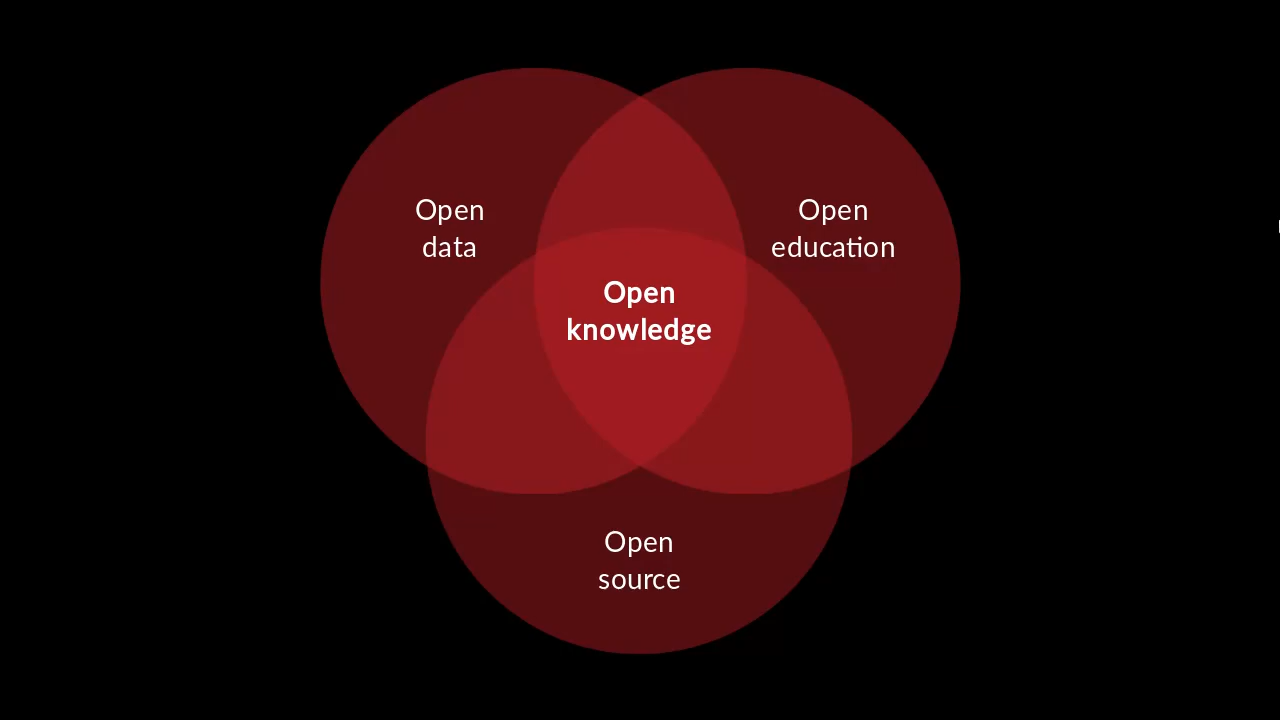 Open
data
Open
education
Open
knowledge
Open
source